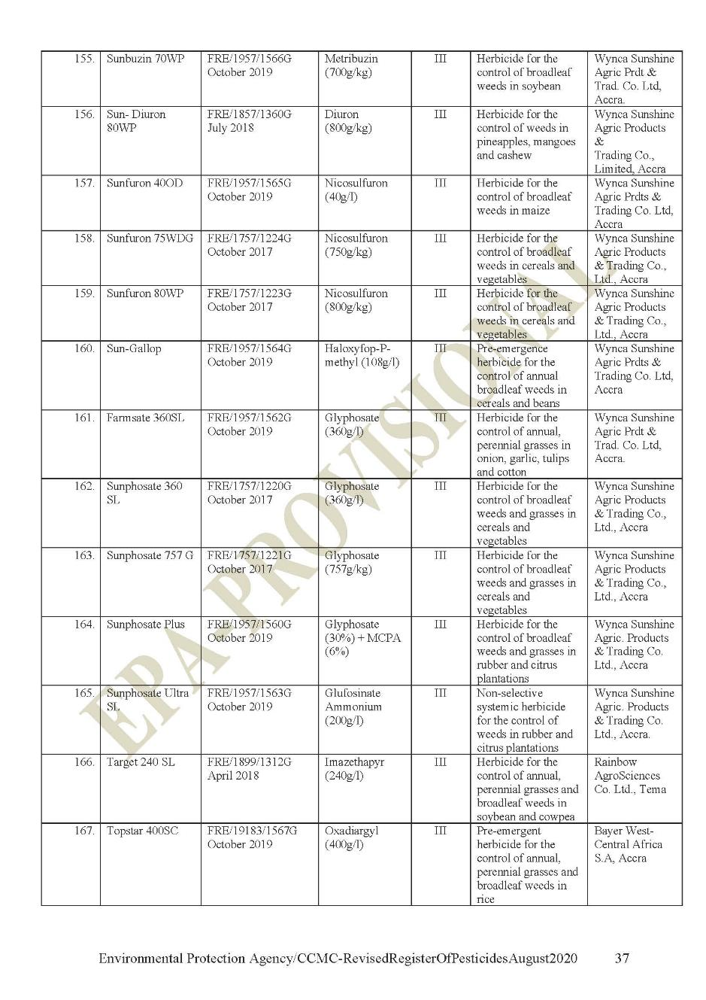 155. Sunbuzin 70WP FRE/1957/1566G Metribuzin III Herbicide for the Wynca Sunshine
October 2019 (700g/kg) control of broadleaf Agric Prdt &
weeds in soybean Trad. Co. Ltd,
Accra.
156. Sun- Diuron FRE/1857/1360G Diuron III Herbicide for the Wynca Sunshine
80WP July 2018 (800g/kg) control of weeds in Agric Products
pineapples, mangoes &
and cashew Trading Co.,
Limited, Accra
157. Sunfuron 40OD FRE/1957/1565G Nicosulfuron III Herbicide for the Wynca Sunshine
October 2019 (40g/l) control of broadleaf Agric Prdts &
weeds in maize Trading Co. Ltd,
Accra
158. Sunfuron 75WDG FRE/1757/1224G Nicosulfuron III Herbicide for the Wynca Sunshine
October 2017 (750g/kg) control of broadleaf Agric Products
weeds in cereals and & Trading Co.,
vegetables Ltd., Accra
159. Sunfuron 80WP FRE/1757/1223G Nicosulfuron III Herbicide for the Wynca Sunshine
October 2017 (800g/kg) control of broadleaf Agric Products
weeds in cereals and & Trading Co.,
vegetables Ltd., Accra
160. Sun-Gallop FRE/1957/1564G Haloxyfop-P- III Pre-emergence Wynca Sunshine
October 2019 methyl (108g/l) herbicide for the Agric Prdts &
control of annual Trading Co. Ltd,
broadleaf weeds in Accra
cereals and beans
161. Farmsate 360SL FRE/1957/1562G Glyphosate III Herbicide for the Wynca Sunshine
October 2019 (360g/l) control of annual, Agric Prdt &
perennial grasses in Trad. Co. Ltd,
onion, garlic, tulips Accra.
and cotton
162. Sunphosate 360 FRE/1757/1220G Glyphosate III Herbicide for the Wynca Sunshine
SL October 2017 (360g/l) control of broadleaf Agric Products
weeds and grasses in & Trading Co.,
cereals and Ltd., Accra
vegetables
163. Sunphosate 757 G FRE/1757/1221G Glyphosate III Herbicide for the Wynca Sunshine
October 2017 (757g/kg) control of broadleaf Agric Products
weeds and grasses in & Trading Co.,
cereals and Ltd., Accra
vegetables
164. Sunphosate Plus FRE/1957/1560G Glyphosate III Herbicide for the Wynca Sunshine
October 2019 (30%) + MCPA control of broadleaf Agric. Products
(6%) weeds and grasses in & Trading Co.
rubber and citrus Ltd., Accra
plantations
165. Sunphosate Ultra FRE/1957/1563G Glufosinate III Non-selective Wynca Sunshine
SL October 2019 Ammonium systemic herbicide Agric. Products
(200g/l) for the control of & Trading Co.
weeds in rubber and Ltd., Accra.
citrus plantations
166. Target 240 SL FRE/1899/1312G Imazethapyr III Herbicide for the Rainbow
April 2018 (240g/l) control of annual, AgroSciences
perennial grasses and Co. Ltd., Tema
broadleaf weeds in
soybean and cowpea
167. Topstar 400SC FRE/19183/1567G Oxadiargyl III Pre-emergent Bayer West-
October 2019 (400g/l) herbicide for the Central Africa
control of annual, S.A, Accra
perennial grasses and
broadleaf weeds in
rice
EPA-PROVISIONAL
Environmental Protection Agency/CCMC-RevisedRegisterOfPesticidesAugust2020 37